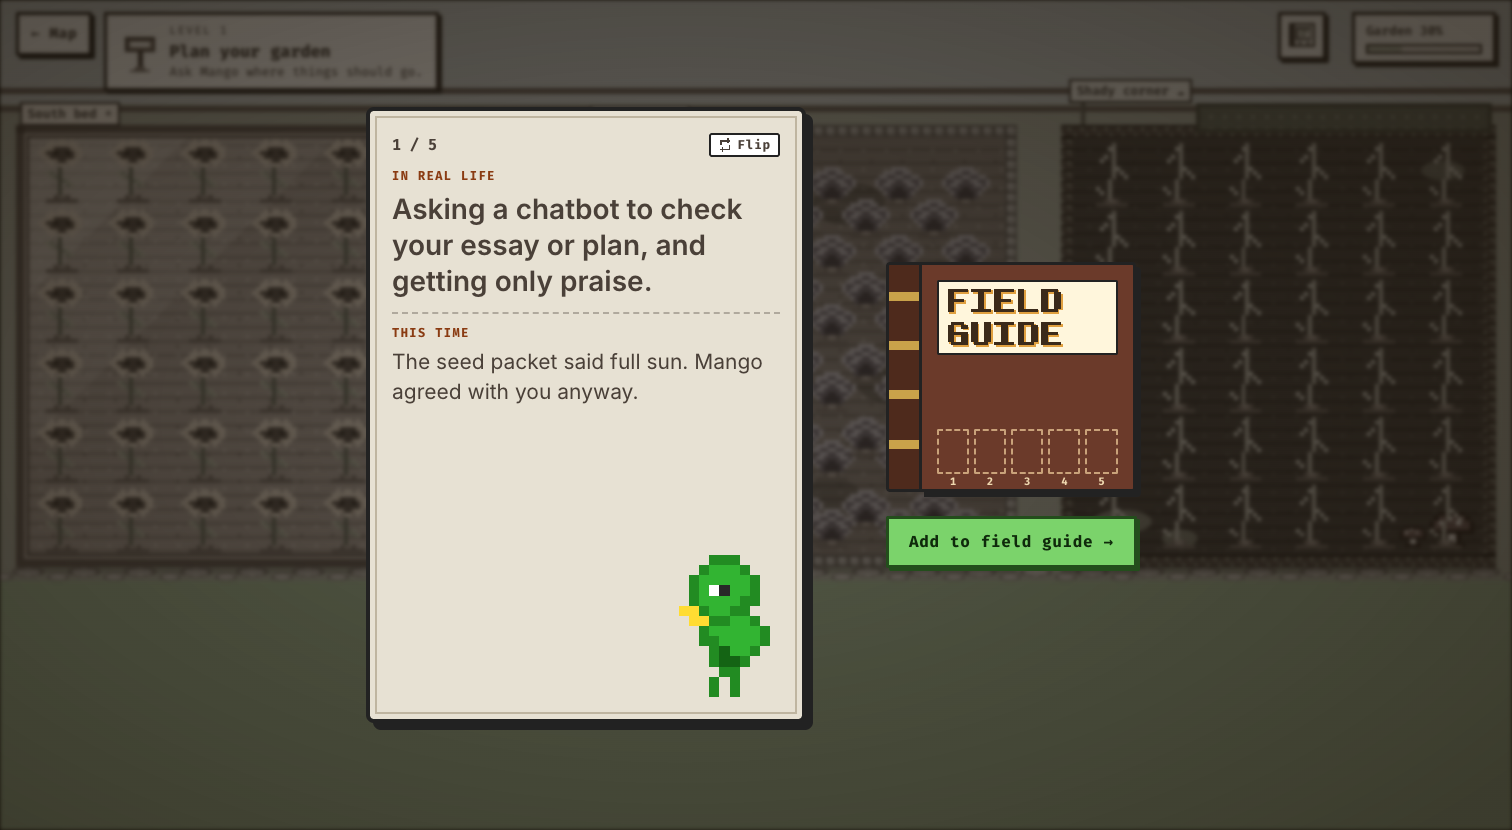 ← Map
LEVEL 1
Plan your garden
Ask Mango where things should go.
Garden 30%
Shady corner
South bed
1 / 5
Flip
IN REAL LIFE
Asking a chatbot to check
your essay or plan, and
getting only praise.
THIS TIME
The seed packet said full sun. Mango
agreed with you anyway.
FIELD
GUIDE
1 2 3 4 5
Add to field guide →